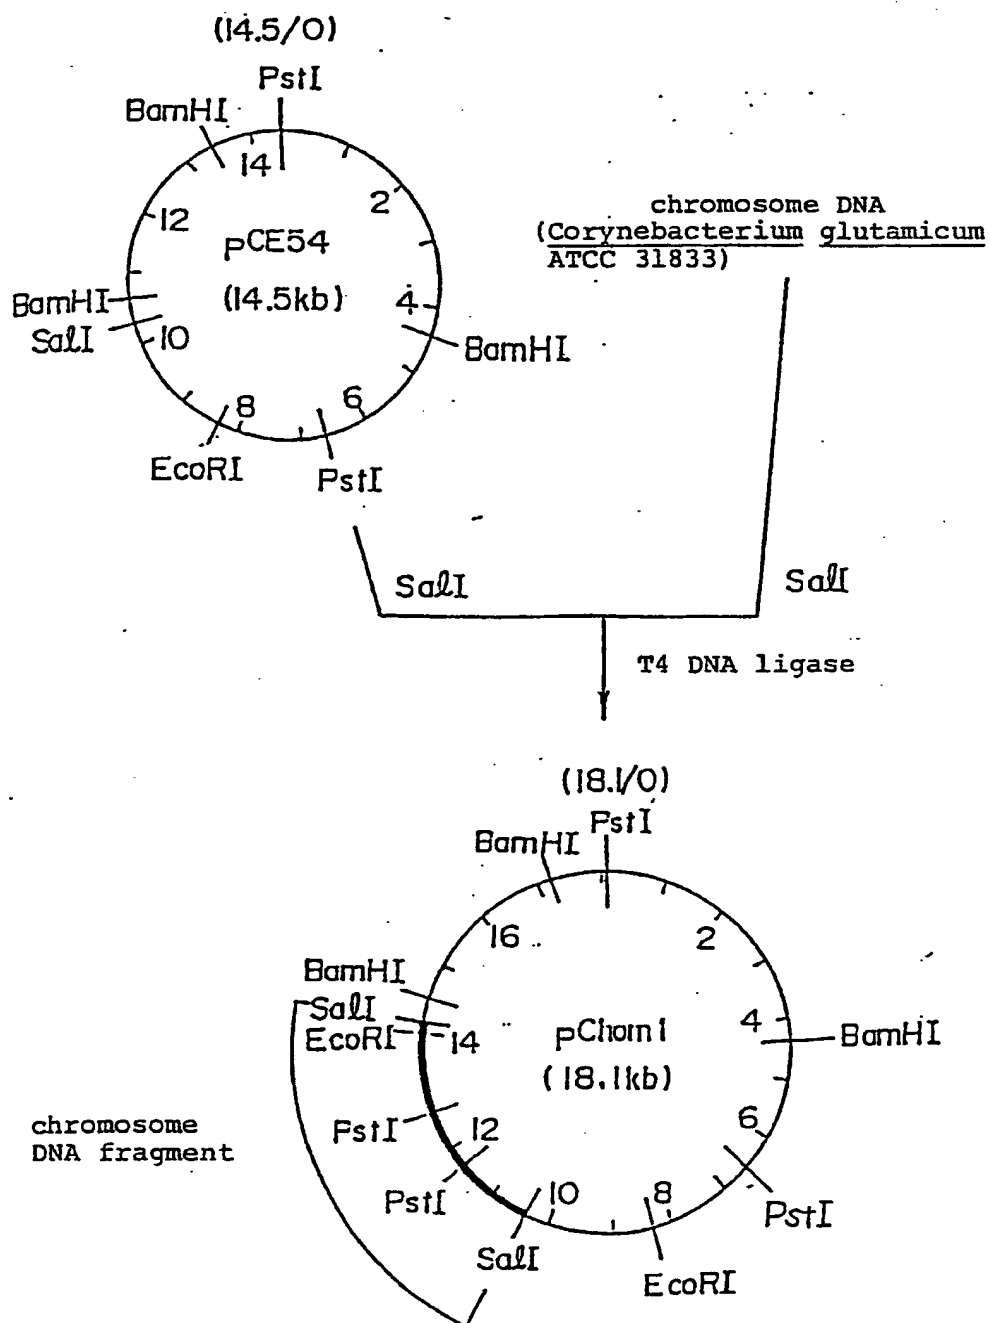 (14.5/0)
PstI
BamHI
14
2
12
pCE54
(14.5kb)
4
BamHI
SalI
10
BamHI
8
6
EcoRI
PstI
chromosome DNA
(Corynebacterium glutamicum
ATCC 31833)
SalI
SalI
T4 DNA ligase
(18.1/0)
PstI
BamHI
16
2
BamHI
SalI
EcoRI
14
pChom1
(18.1kb)
4
BamHI
PstI
12
6
PstI
10
8
PstI
SalI
EcoRI
chromosome
DNA fragment